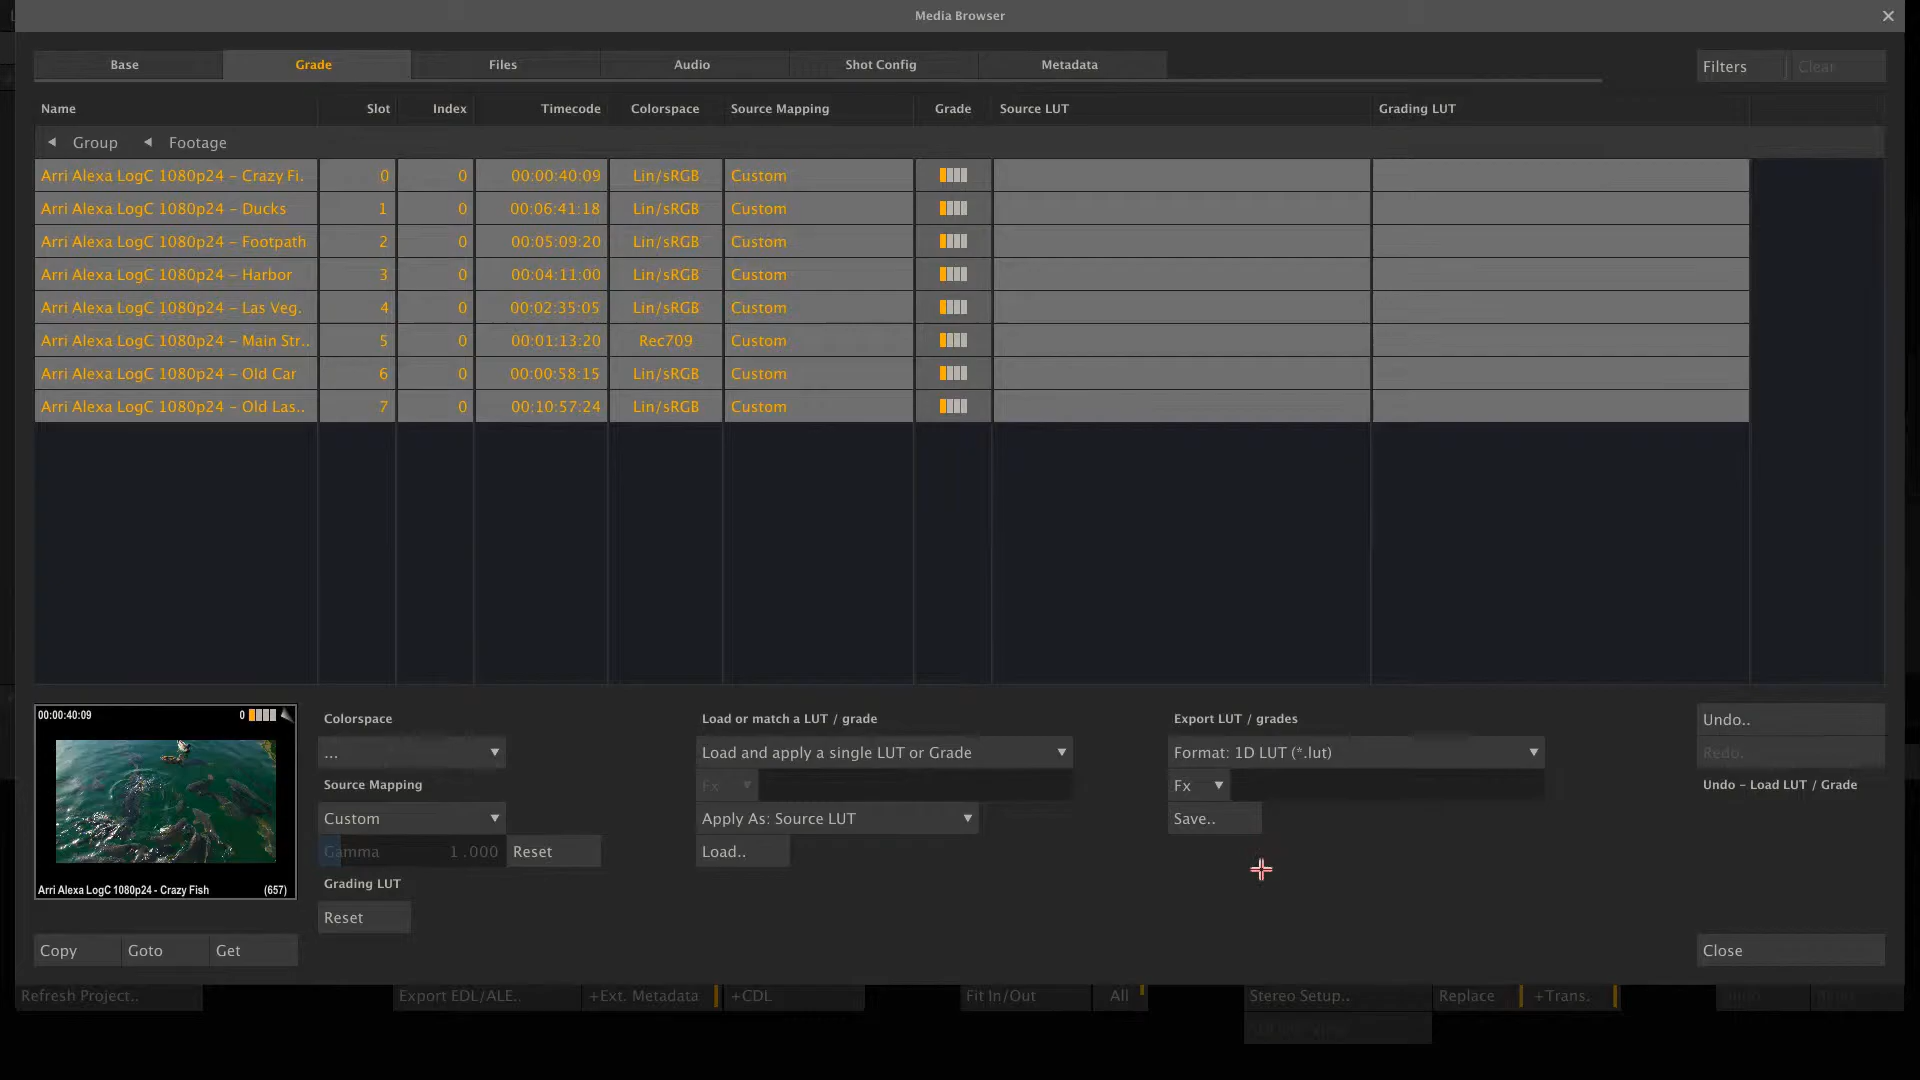 Media Browser
Base Grade Files Audio Shot Config Metadata Filters Clear
Name Slot Index Timecode Colorspace Source Mapping Grade Source LUT Grading LUT
Group Footage
Arri Alexa LogC 1080p24 – Crazy Fi. 0 0 00:00:40:09 Lin/sRGB Custom
Arri Alexa LogC 1080p24 – Ducks 1 0 00:06:41:18 Lin/sRGB Custom
Arri Alexa LogC 1080p24 – Footpath 2 0 00:05:09:20 Lin/sRGB Custom
Arri Alexa LogC 1080p24 – Harbor 3 0 00:04:11:00 Lin/sRGB Custom
Arri Alexa LogC 1080p24 – Las Veg. 4 0 00:02:35:05 Lin/sRGB Custom
Arri Alexa LogC 1080p24 – Main Str.. 5 0 00:01:13:20 Rec709 Custom
Arri Alexa LogC 1080p24 – Old Car 6 0 00:00:58:15 Lin/sRGB Custom
Arri Alexa LogC 1080p24 – Old Las.. 7 0 00:10:57:24 Lin/sRGB Custom
00:00:40:09 0
Arri Alexa LogC 1080p24 - Crazy Fish (657)
Copy Goto Get
Colorspace
...
Source Mapping
Custom
Gamma 1.000 Reset
Grading LUT
Reset
Load or match a LUT / grade
Load and apply a single LUT or Grade
Fx
Apply As: Source LUT
Load..
Export LUT / grades
Format: 1D LUT (*.lut)
Fx
Save..
Undo..
Redo.
Undo – Load LUT / Grade
Close
Refresh Project.. Export EDL/ALE.. +Ext. Metadata +CDL Fit In/Out All Stereo Setup.. Replace +Trans.